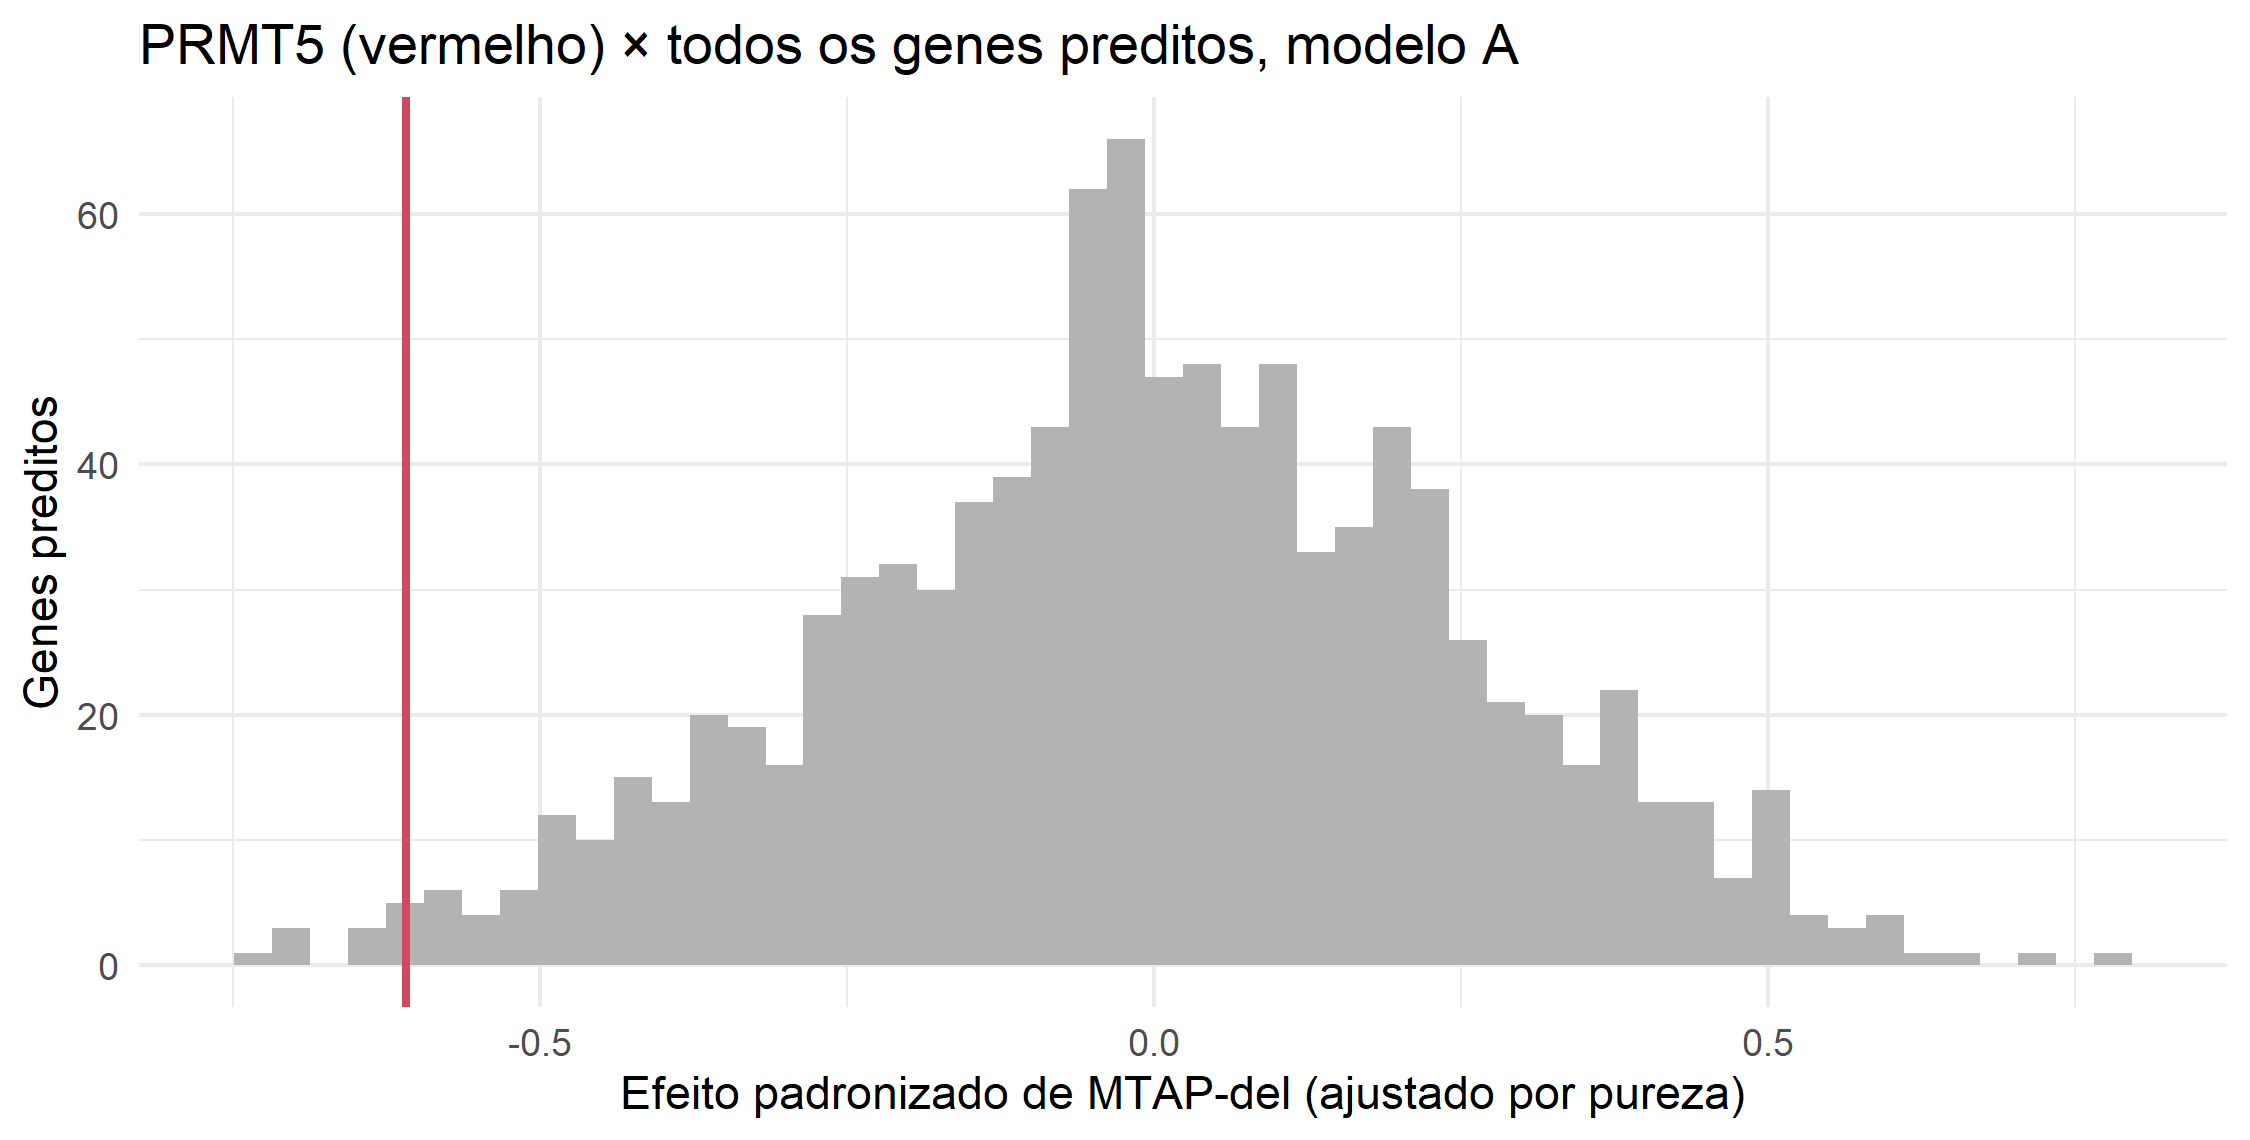 PRMT5 (vermelho) × todos os genes preditos, modelo A
Genes preditos
60
40
20
0
-0.5
0.0
0.5
Efeito padronizado de MTAP-del (ajustado por pureza)